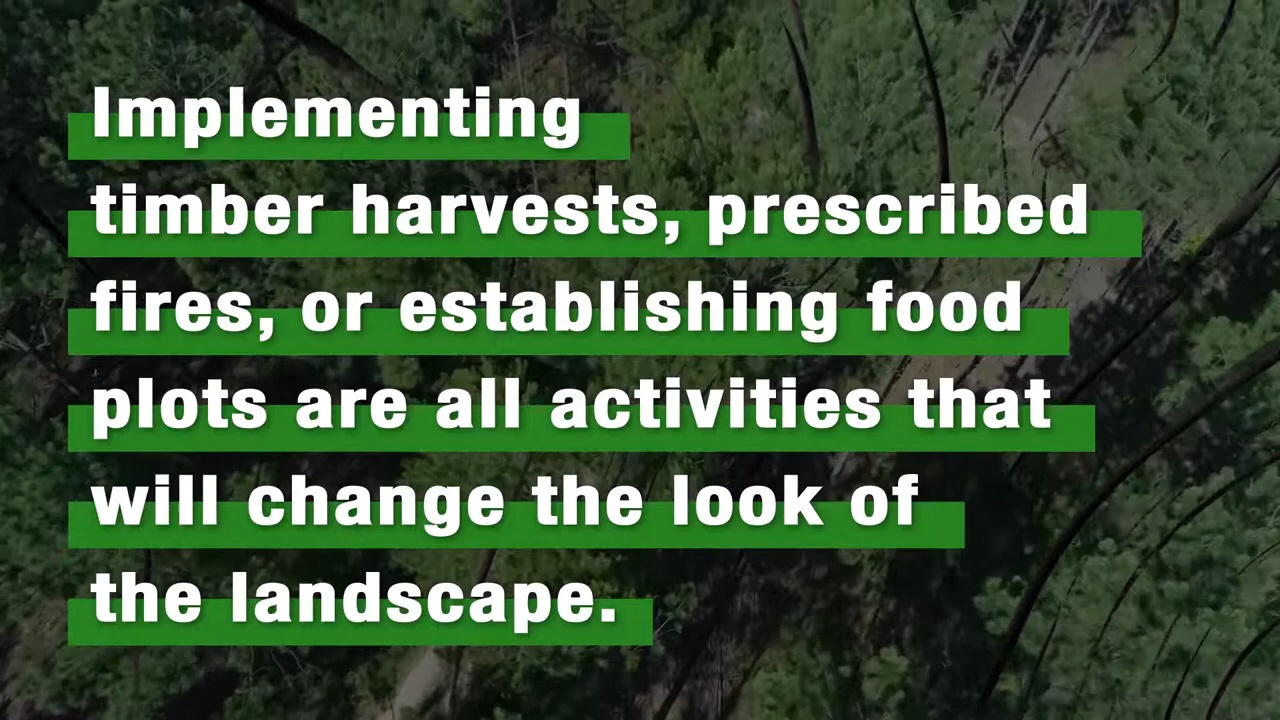 Implementing
timber harvests, prescribed
fires, or establishing food
plots are all activities that
will change the look of
the landscape.